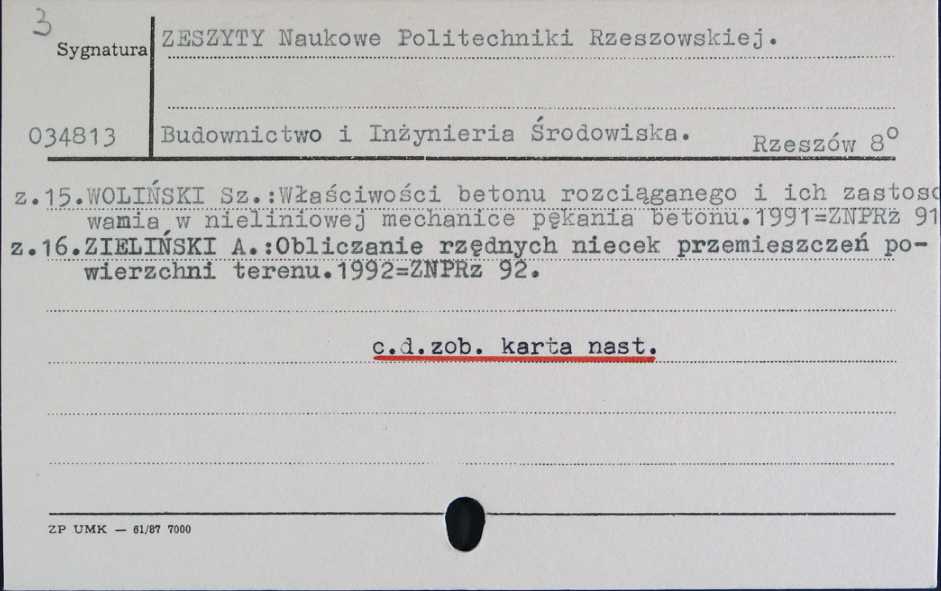 3
Sygnatura
ZESZYTY Naukowe Politechniki Rzeszowskiej.
034813
Budownictwo i Inżynieria Środowiska.
Rzeszów 8o
z.15.WOLIŃSKI Sz.:Właściwości betonu rozciąganego i ich zastoso
wamia w nieliniowej mechanice pękania betonu.1991=ZNPRz 91
z.16.ZIELIŃSKI A.:Obliczanie rzędnych niecek przemieszczeń po-
wierzchni terenu.1992=ZNPRz 92.
c.d.zob. karta nast.
ZP UMK — 61/87 7000